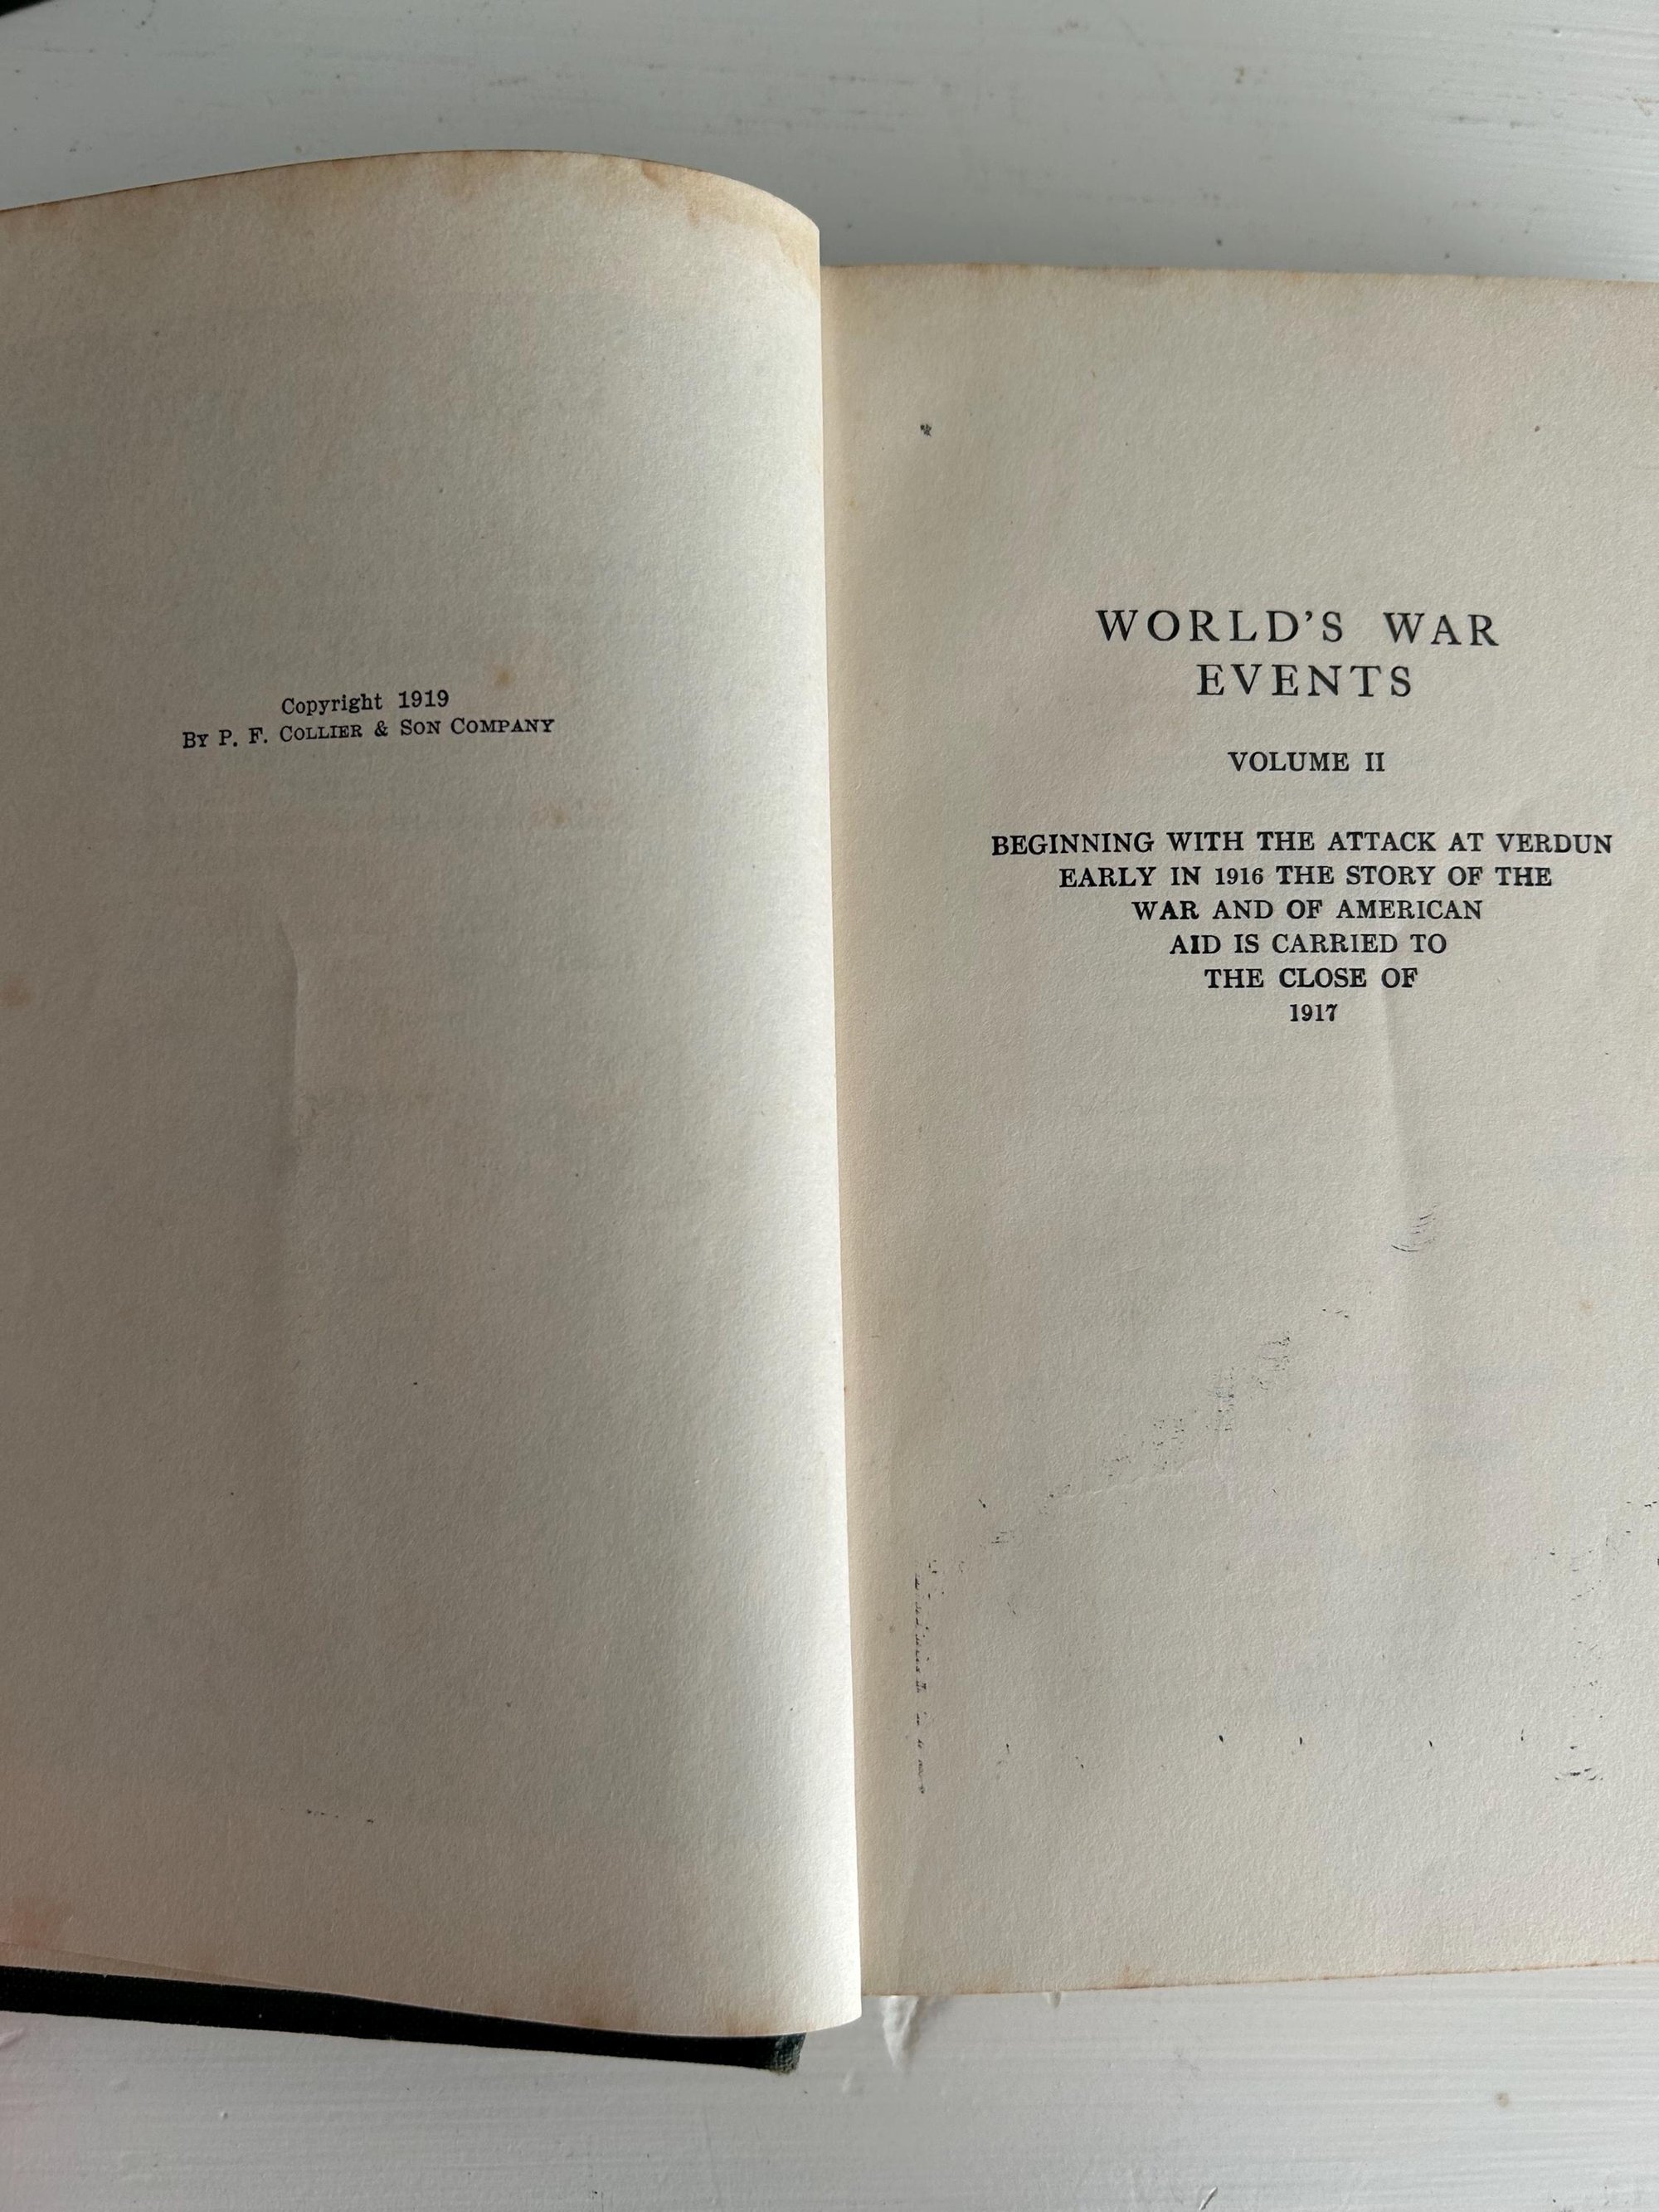 Copyright 1919
BY P. F. COLLIER & SON COMPANY
WORLD'S WAR
EVENTS
VOLUME II
BEGINNING WITH THE ATTACK AT VERDUN
EARLY IN 1916 THE STORY OF THE
WAR AND OF AMERICAN
AID IS CARRIED TO
THE CLOSE OF
1917